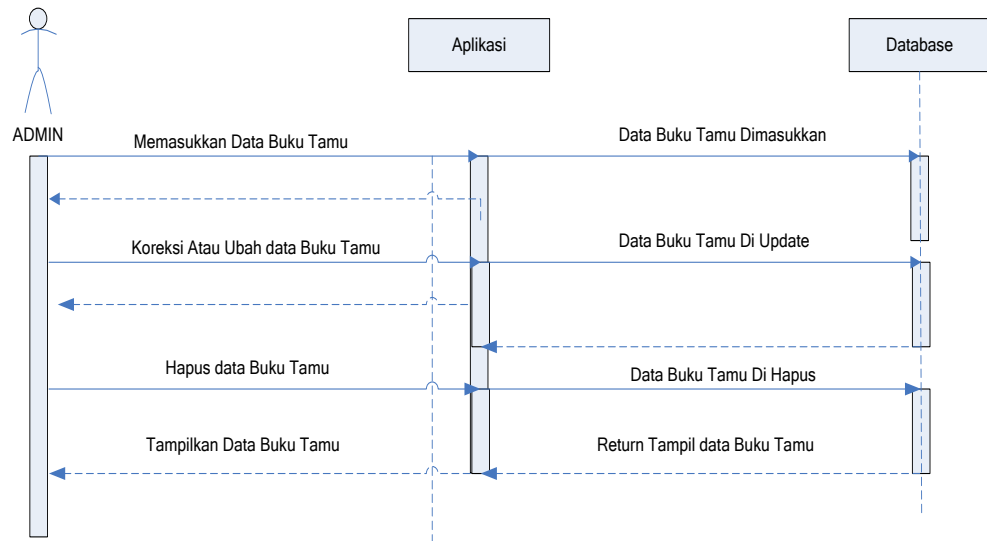 Aplikasi
Database
ADMIN
Memasukkan Data Buku Tamu
Data Buku Tamu Dimasukkan
Koreksi Atau Ubah data Buku Tamu
Data Buku Tamu Di Update
Hapus data Buku Tamu
Data Buku Tamu Di Hapus
Tampilkan Data Buku Tamu
Return Tampil data Buku Tamu